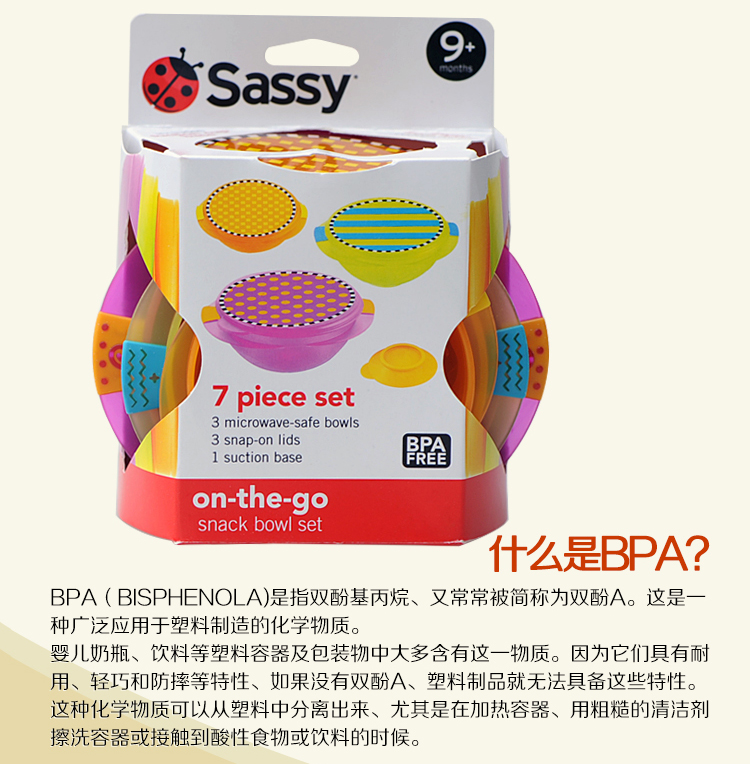 Sassy
9+
months
7 piece set
3 microwave-safe bowls
3 snap-on lids
1 suction base
BPA
FREE
on-the-go
snack bowl set
什么是BPA?
BPA ( BISPHENOLA)是指双酚基丙烷、又常常被简称为双酚A。这是一
种广泛应用于塑料制造的化学物质。
婴儿奶瓶、饮料等塑料容器及包装物中大多含有这一物质。因为它们具有耐
用、轻巧和防摔等特性、如果没有双酚A、塑料制品就无法具备这些特性。
这种化学物质可以从塑料中分离出来、尤其是在加热容器、用粗糙的清洁剂
擦洗容器或接触到酸性食物或饮料的时候。